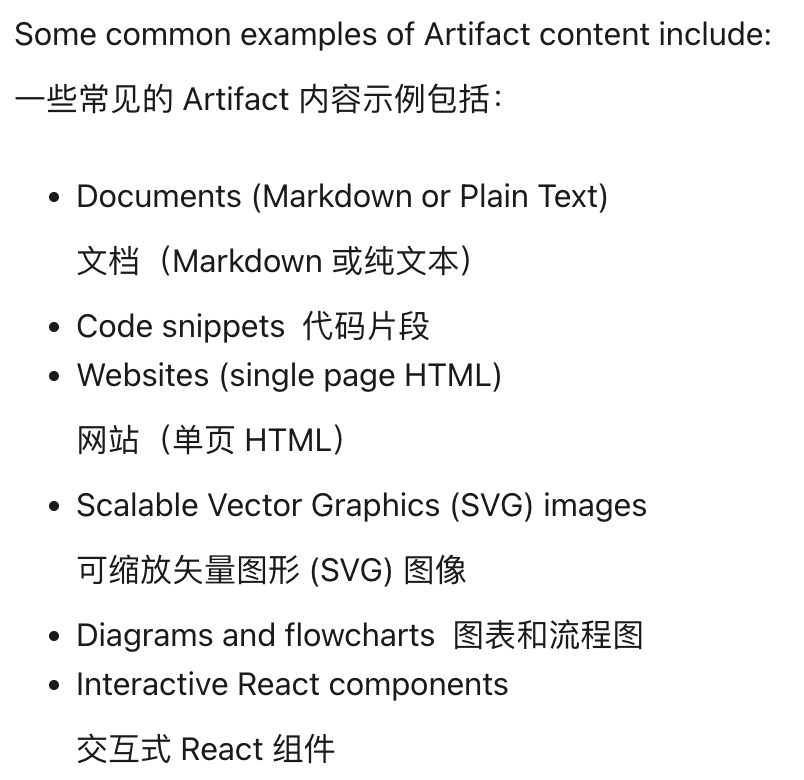 Some common examples of Artifact content include:
一些常见的 Artifact 内容示例包括：
• Documents (Markdown or Plain Text)
文档（Markdown 或纯文本）
• Code snippets 代码片段
• Websites (single page HTML)
网站（单页 HTML）
• Scalable Vector Graphics (SVG) images
可缩放矢量图形 (SVG) 图像
• Diagrams and flowcharts 图表和流程图
• Interactive React components
交互式 React 组件